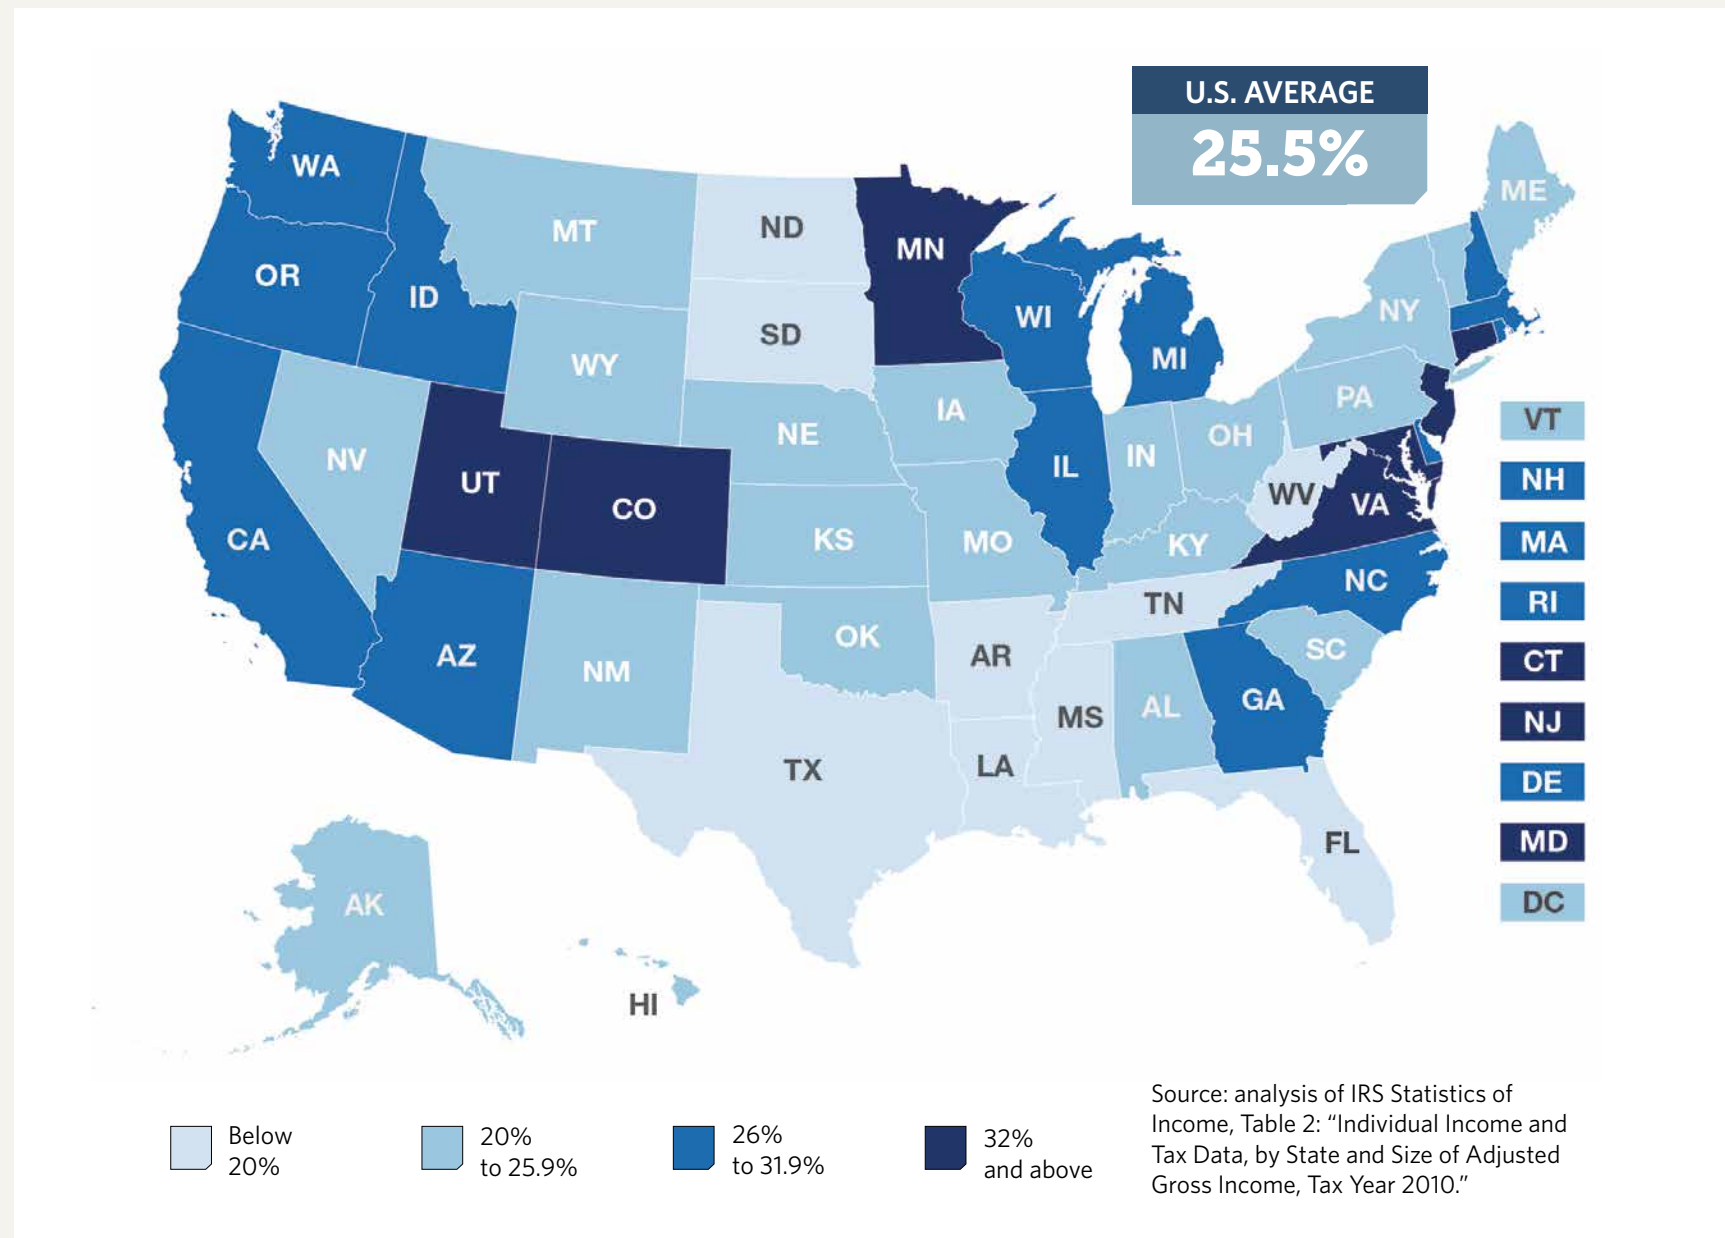 U.S. AVERAGE
25.5%
WA
OR
ID
MT
ND
MN
SD
WY
WI
MI
NY
ME
CA
NV
UT
CO
NE
IA
IL
IN
OH
PA
KS
MO
KY
WV
VA
AZ
NM
OK
AR
TN
NC
SC
TX
LA
MS
AL
GA
FL
AK
HI
VT
NH
MA
RI
CT
NJ
DE
MD
DC
Below
20%
20%
to 25.9%
26%
to 31.9%
32%
and above
Source: analysis of IRS Statistics of
Income, Table 2: “Individual Income and
Tax Data, by State and Size of Adjusted
Gross Income, Tax Year 2010.”